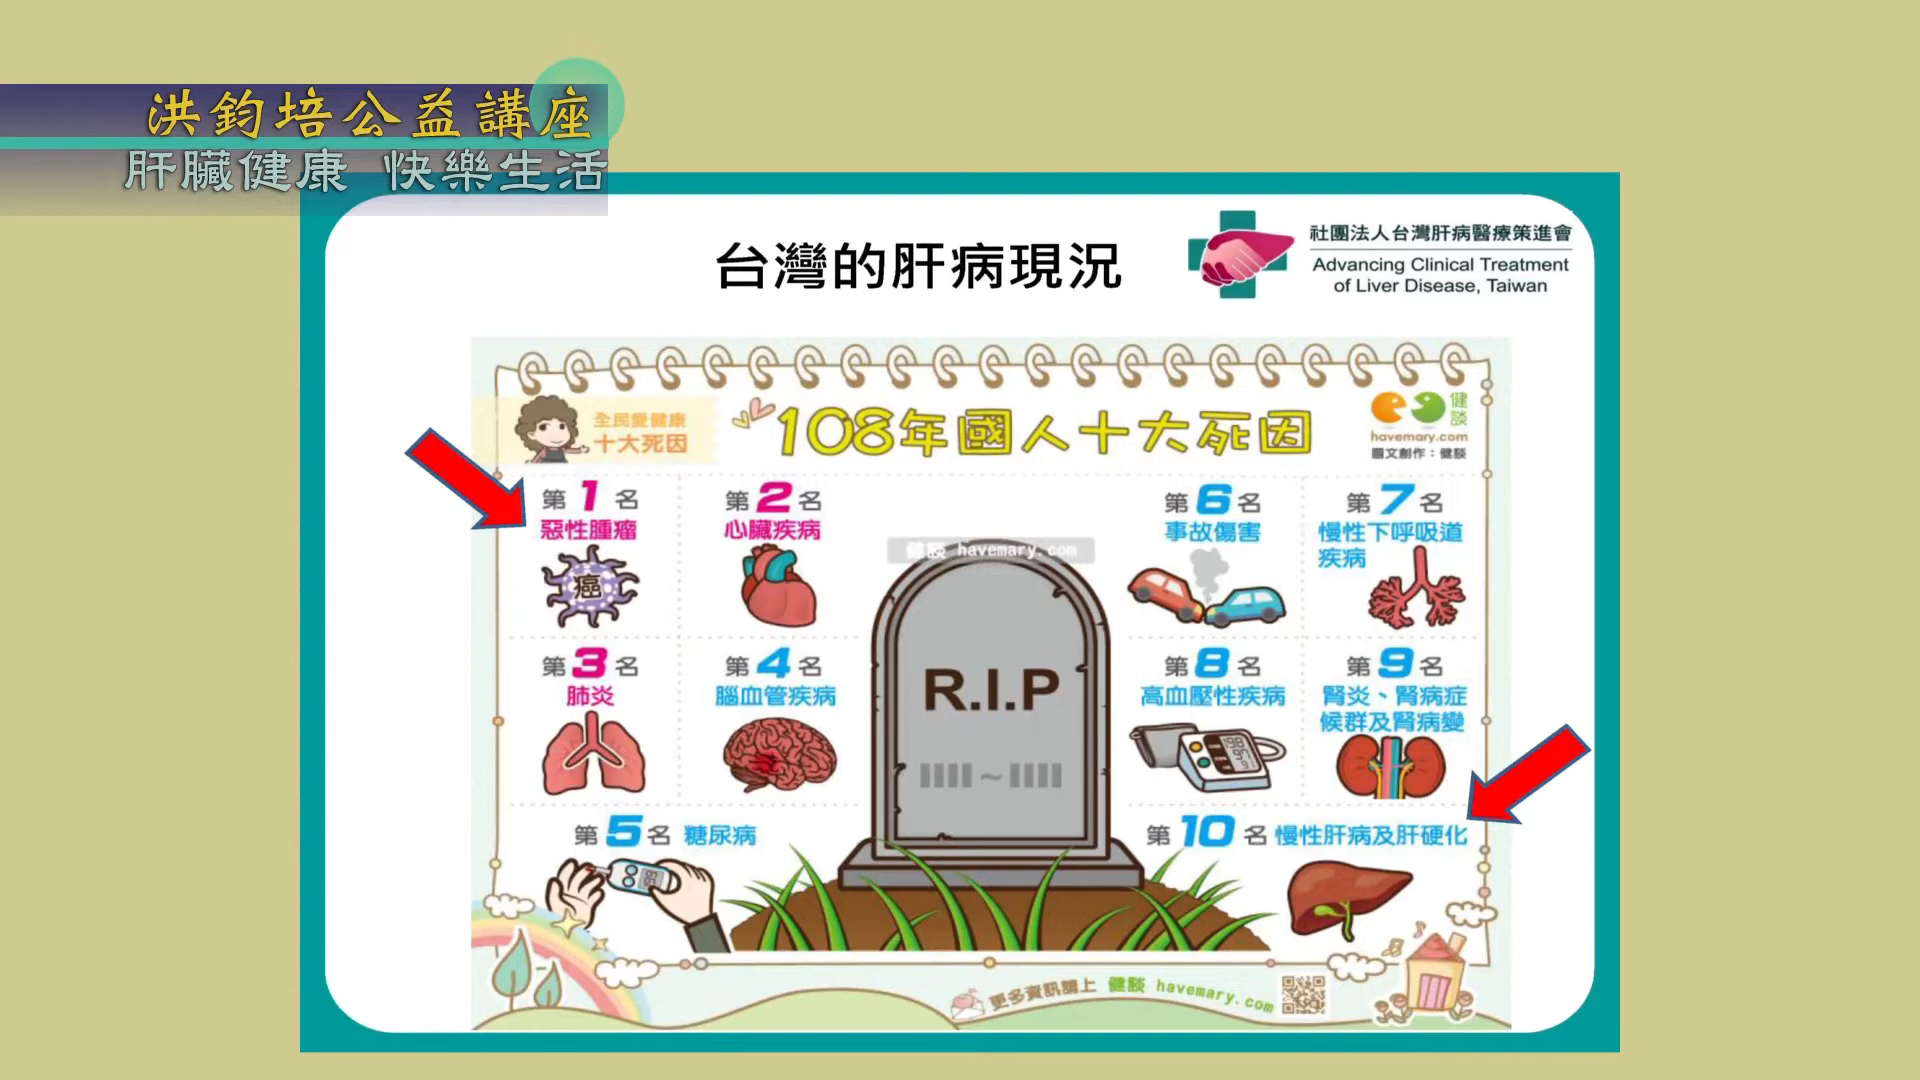 洪鈞培公益講座
肝臟健康 快樂生活
台灣的肝病現況
社團法人台灣肝病醫療策進會
Advancing Clinical Treatment
of Liver Disease, Taiwan
全民愛健康
十大死因
108年國人十大死因
健談
havemary.com
圖文創作：健談
第1名
惡性腫瘤
癌
第2名
心臟疾病
第3名
肺炎
第4名
腦血管疾病
第5名 糖尿病
健談 havemary.com
R.I.P
第6名
事故傷害
第7名
慢性下呼吸道
疾病
第8名
高血壓性疾病
第9名
腎炎、腎病症
候群及腎病變
第10名 慢性肝病及肝硬化
更多資訊請上 健談 havemary.com